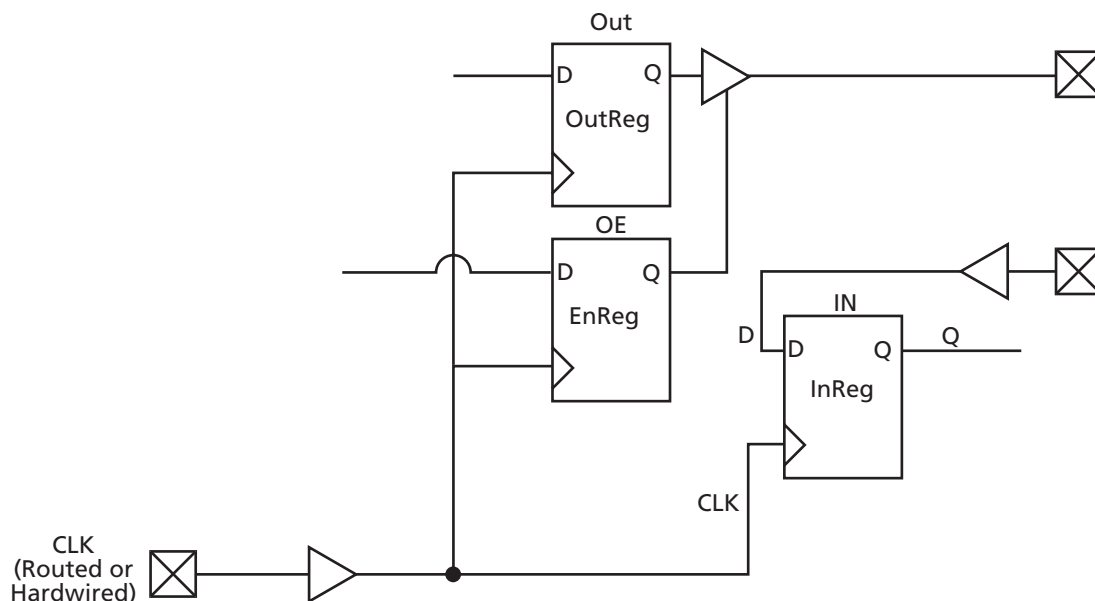 Out
D
Q
OutReg
OE
D
Q
EnReg
IN
D
D
Q
Q
InReg
CLK
CLK
(Routed or
Hardwired)